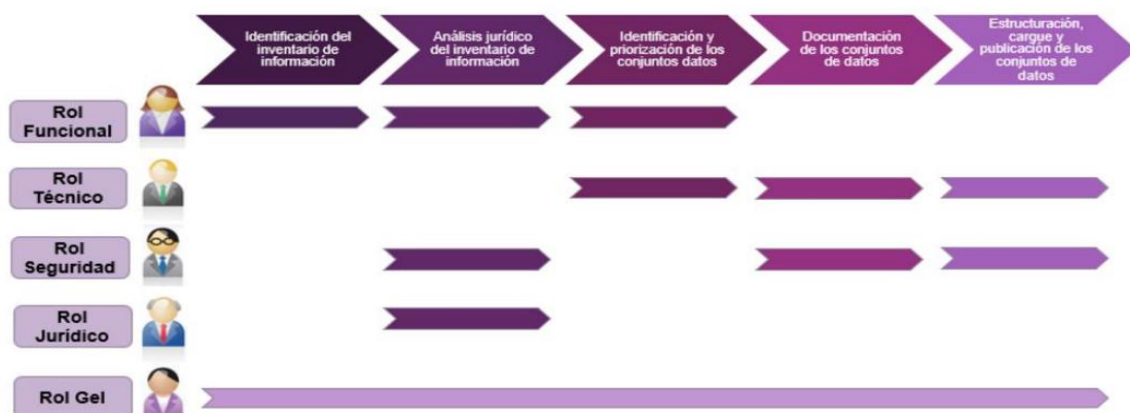 Identificación del
inventario de
información
Análisis jurídico
del inventario de
información
Identificación y
priorización de los
conjuntos datos
Documentación
de los conjuntos
de datos
Estructuración,
cargue y
publicación de los
conjuntos de
datos
Rol
Funcional
Rol
Técnico
Rol
Seguridad
Rol
Jurídico
Rol Gel